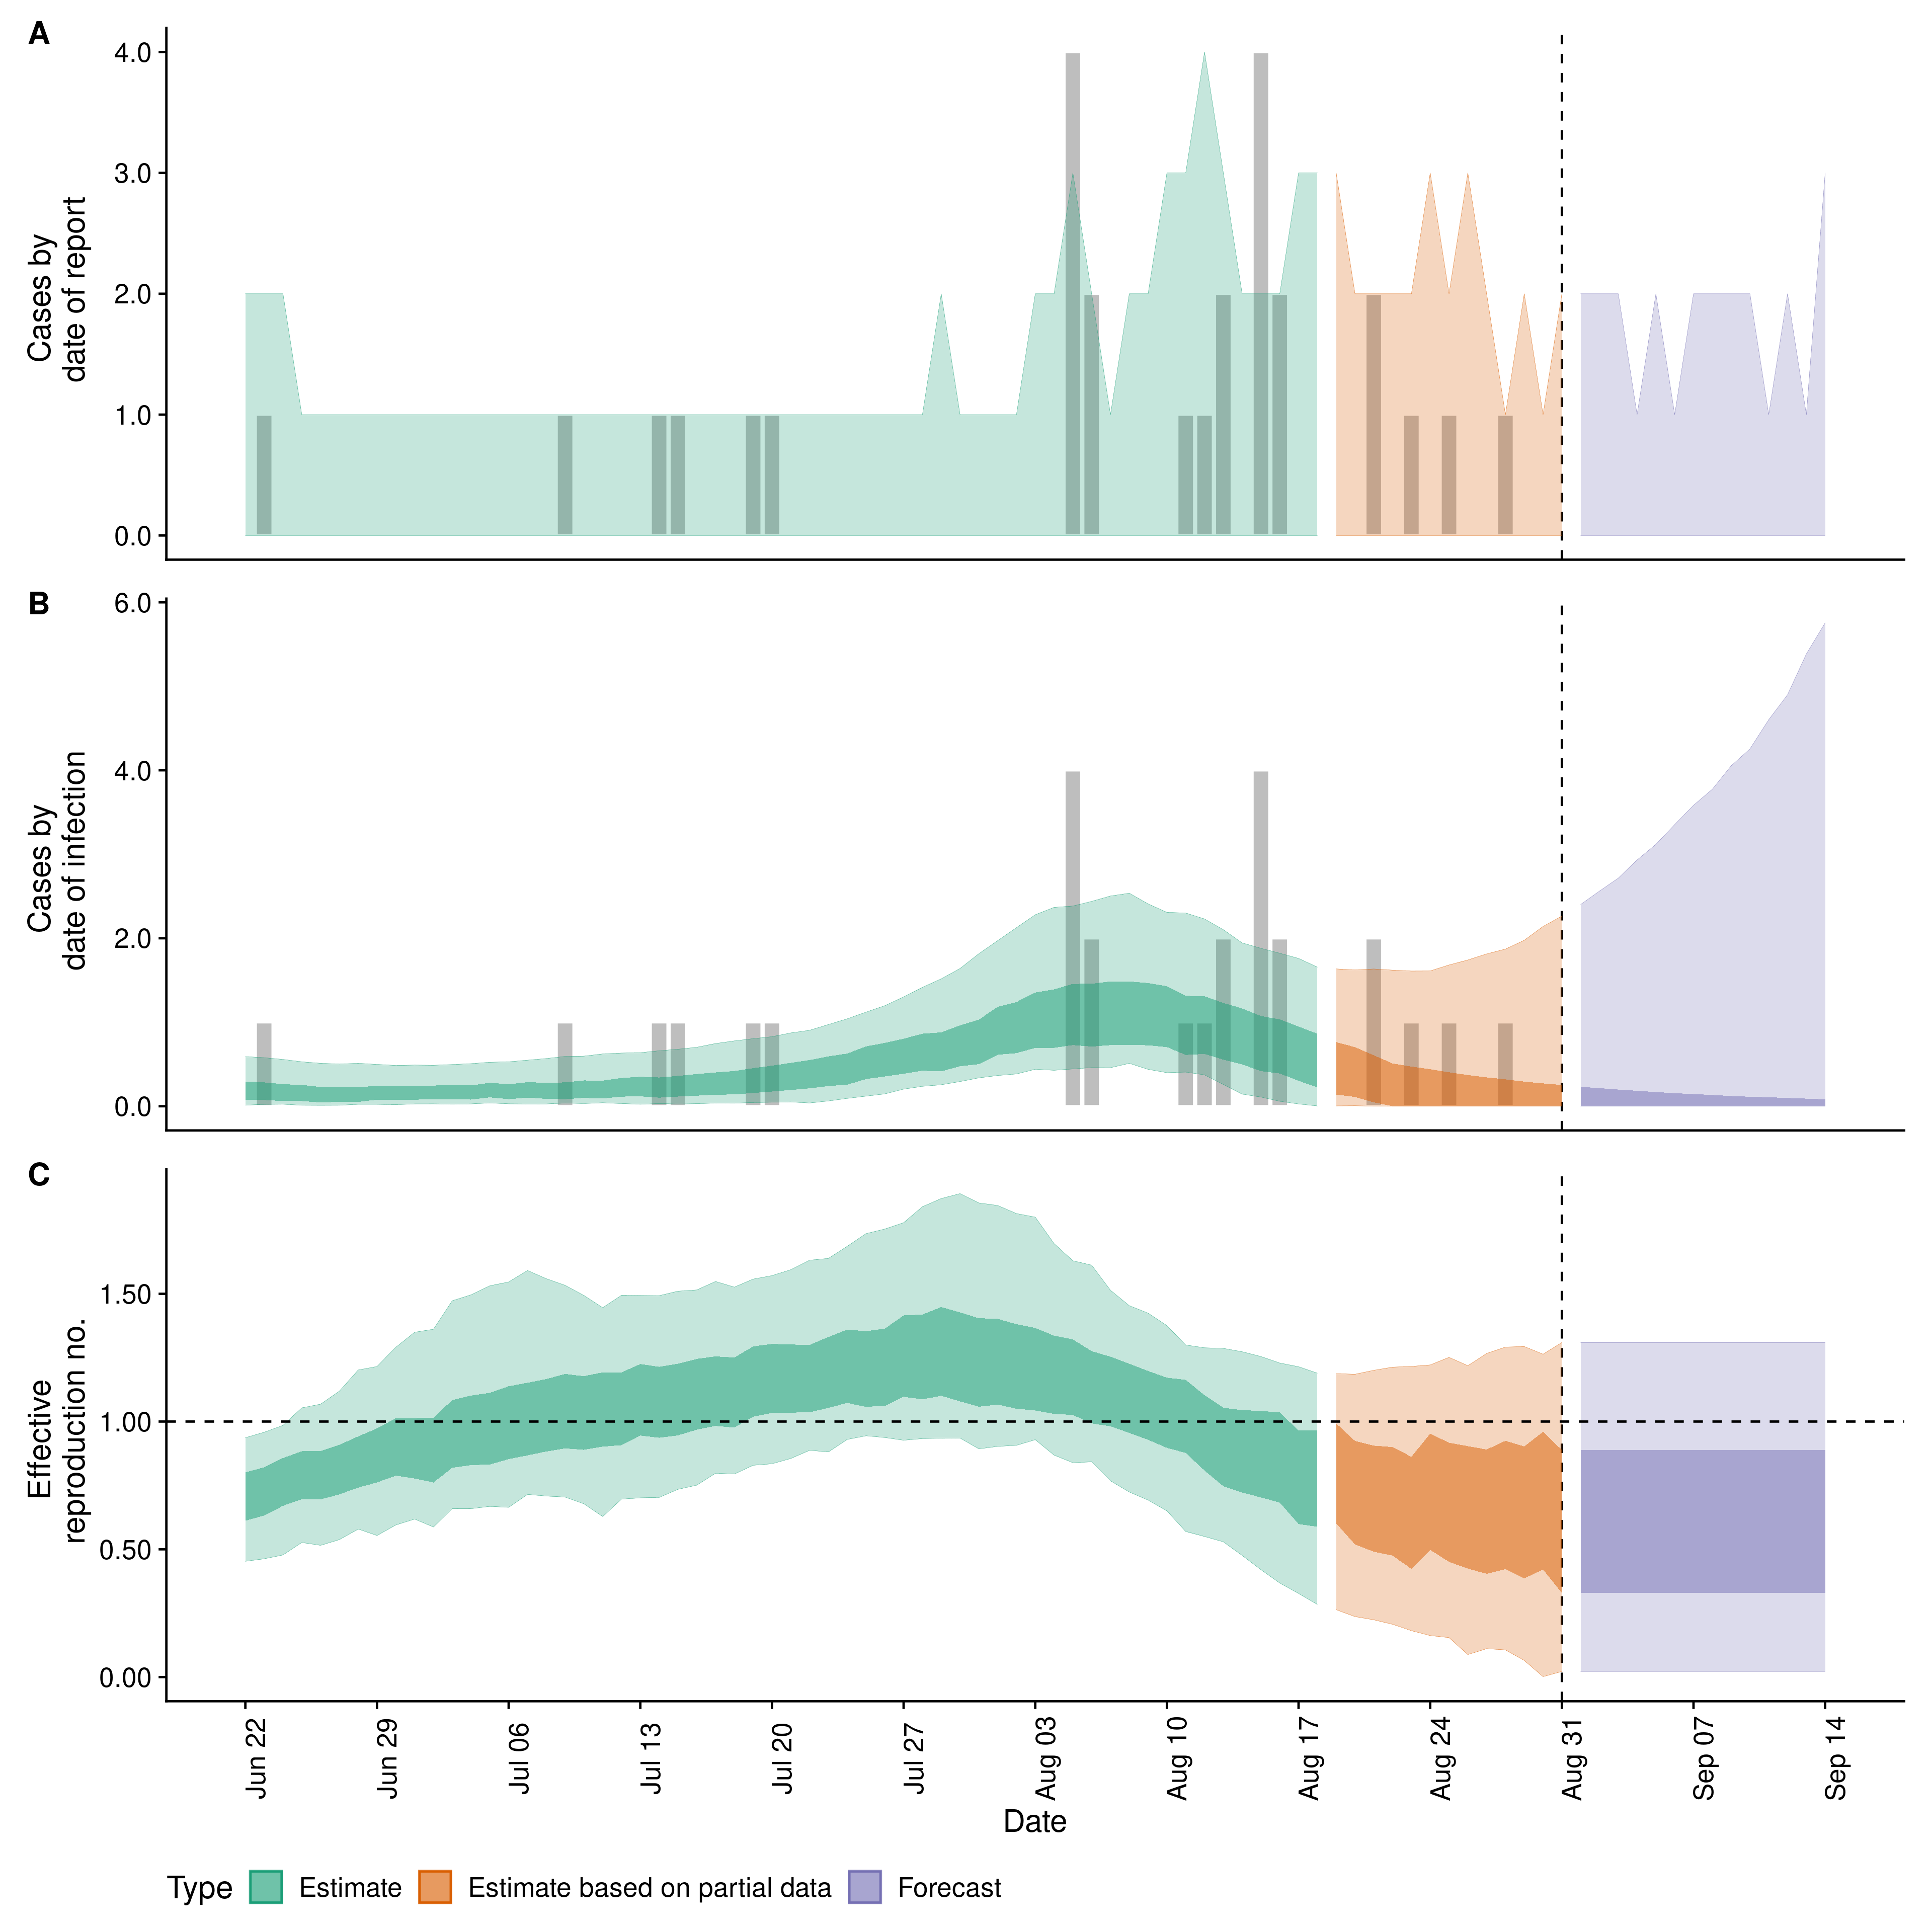 A
4.0
3.0
2.0
1.0
0.0
Cases by
date of report
B
6.0
4.0
2.0
0.0
Cases by
date of infection
C
1.50
1.00
0.50
0.00
Effective
reproduction no.
Jun 22
Jun 29
Jul 06
Jul 13
Jul 20
Jul 27
Aug 03
Aug 10
Aug 17
Aug 24
Aug 31
Sep 07
Sep 14
Date
Type Estimate Estimate based on partial data Forecast